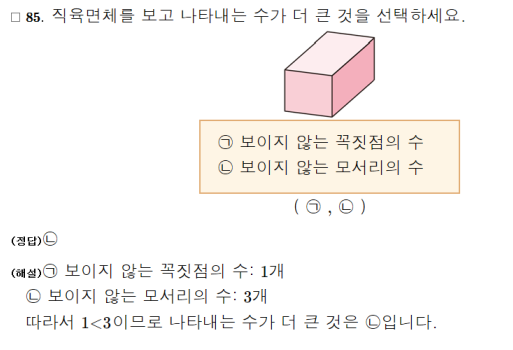 □ 85. 직육면체를 보고 나타내는 수가 더 큰 것을 선택하세요.
㉠ 보이지 않는 꼭짓점의 수
㉡ 보이지 않는 모서리의 수
( ㉠ , ㉡ )
(정답)㉡
(해설)㉠ 보이지 않는 꼭짓점의 수: 1개
㉡ 보이지 않는 모서리의 수: 3개
따라서 1<3이므로 나타내는 수가 더 큰 것은 ㉡입니다.